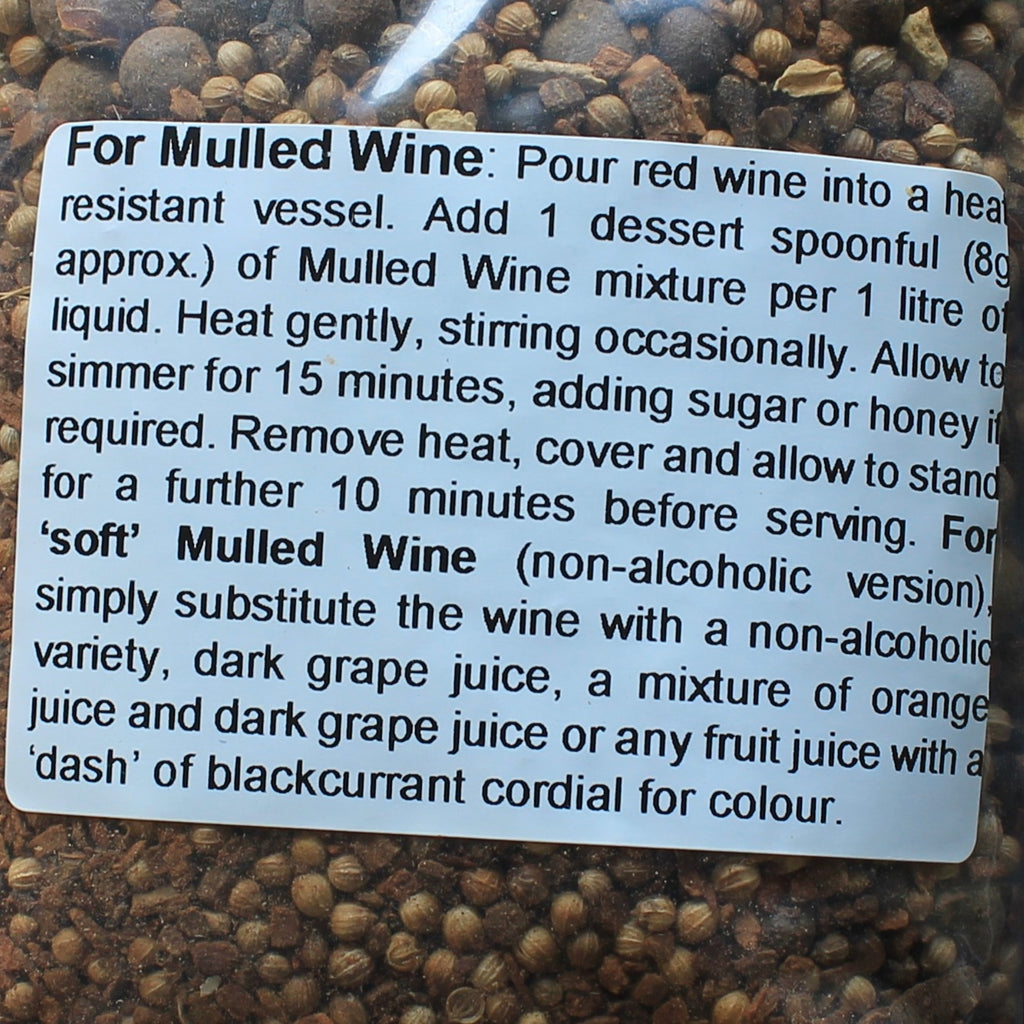 For Mulled Wine: Pour red wine into a heat
resistant vessel. Add 1 dessert spoonful (8g
approx.) of Mulled Wine mixture per 1 litre of
liquid. Heat gently, stirring occasionally. Allow to
simmer for 15 minutes, adding sugar or honey if
required. Remove heat, cover and allow to stand
for a further 10 minutes before serving. For
‘soft’ Mulled Wine (non-alcoholic version),
simply substitute the wine with a non-alcoholic
variety, dark grape juice, a mixture of orange
juice and dark grape juice or any fruit juice with a
‘dash’ of blackcurrant cordial for colour.